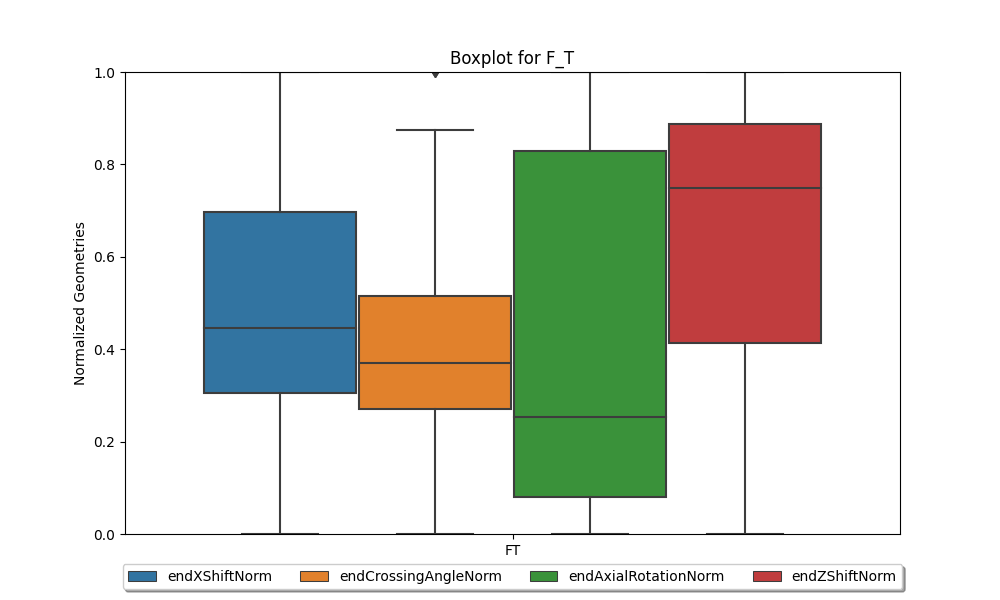 Boxplot for F_T
1.0
0.8
0.6
0.4
0.2
0.0
Normalized Geometries
FT
endXShiftNorm endCrossingAngleNorm endAxialRotationNorm endZShiftNorm